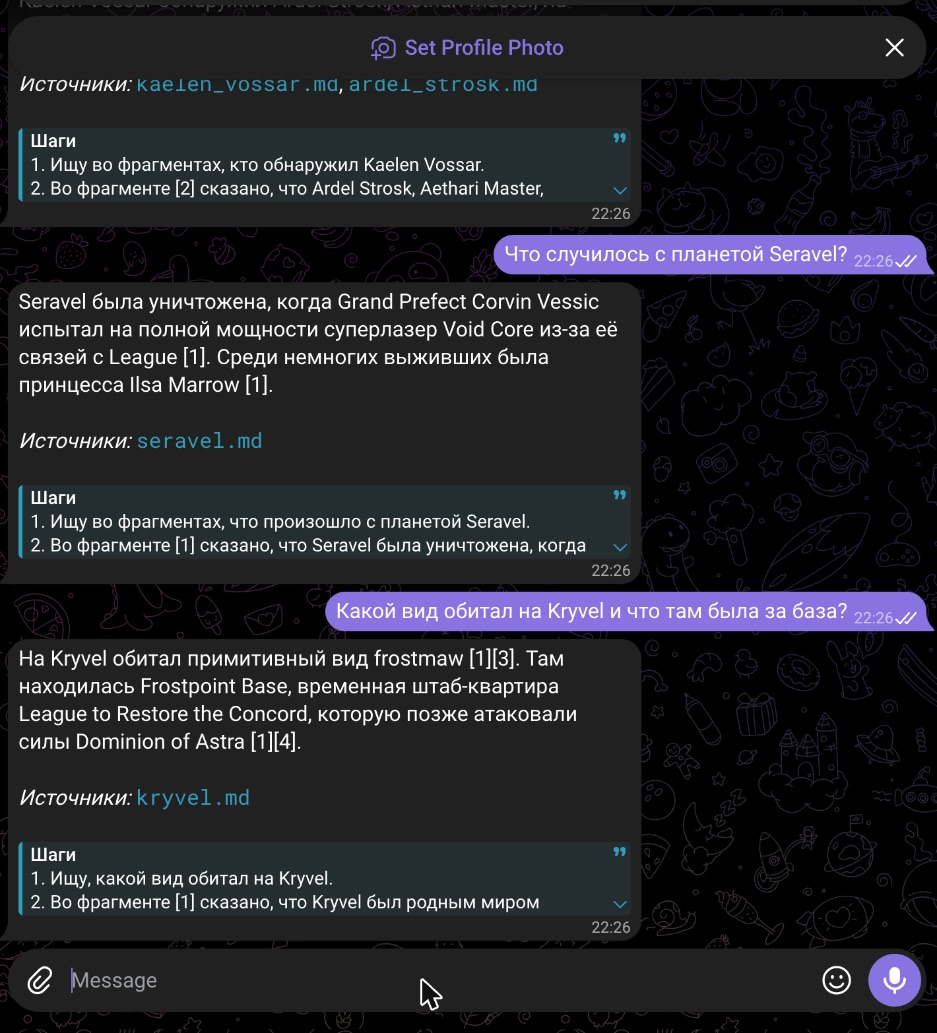 Set Profile Photo
Источники: kaelen_vossar.md, ardel_strosk.md
Шаги
1. Ищу во фрагментах, кто обнаружил Kaelen Vossar.
2. Во фрагменте [2] сказано, что Ardel Strosk, Aethari Master,
22:26
Что случилось с планетой Seravel? 22:26
Seravel была уничтожена, когда Grand Prefect Corvin Vessic
испытал на полной мощности суперлазер Void Core из-за её
связей с League [1]. Среди немногих выживших была
принцесса Ilsa Marrow [1].
Источники: seravel.md
Шаги
1. Ищу во фрагментах, что произошло с планетой Seravel.
2. Во фрагменте [1] сказано, что Seravel была уничтожена, когда
22:26
Какой вид обитал на Kryvel и что там была за база? 22:26
На Kryvel обитал примитивный вид frostmaw [1][3]. Там
находилась Frostpoint Base, временная штаб-квартира
League to Restore the Concord, которую позже атаковали
силы Dominion of Astra [1][4].
Источники: kryvel.md
Шаги
1. Ищу, какой вид обитал на Kryvel.
2. Во фрагменте [1] сказано, что Kryvel был родным миром
22:26
Message